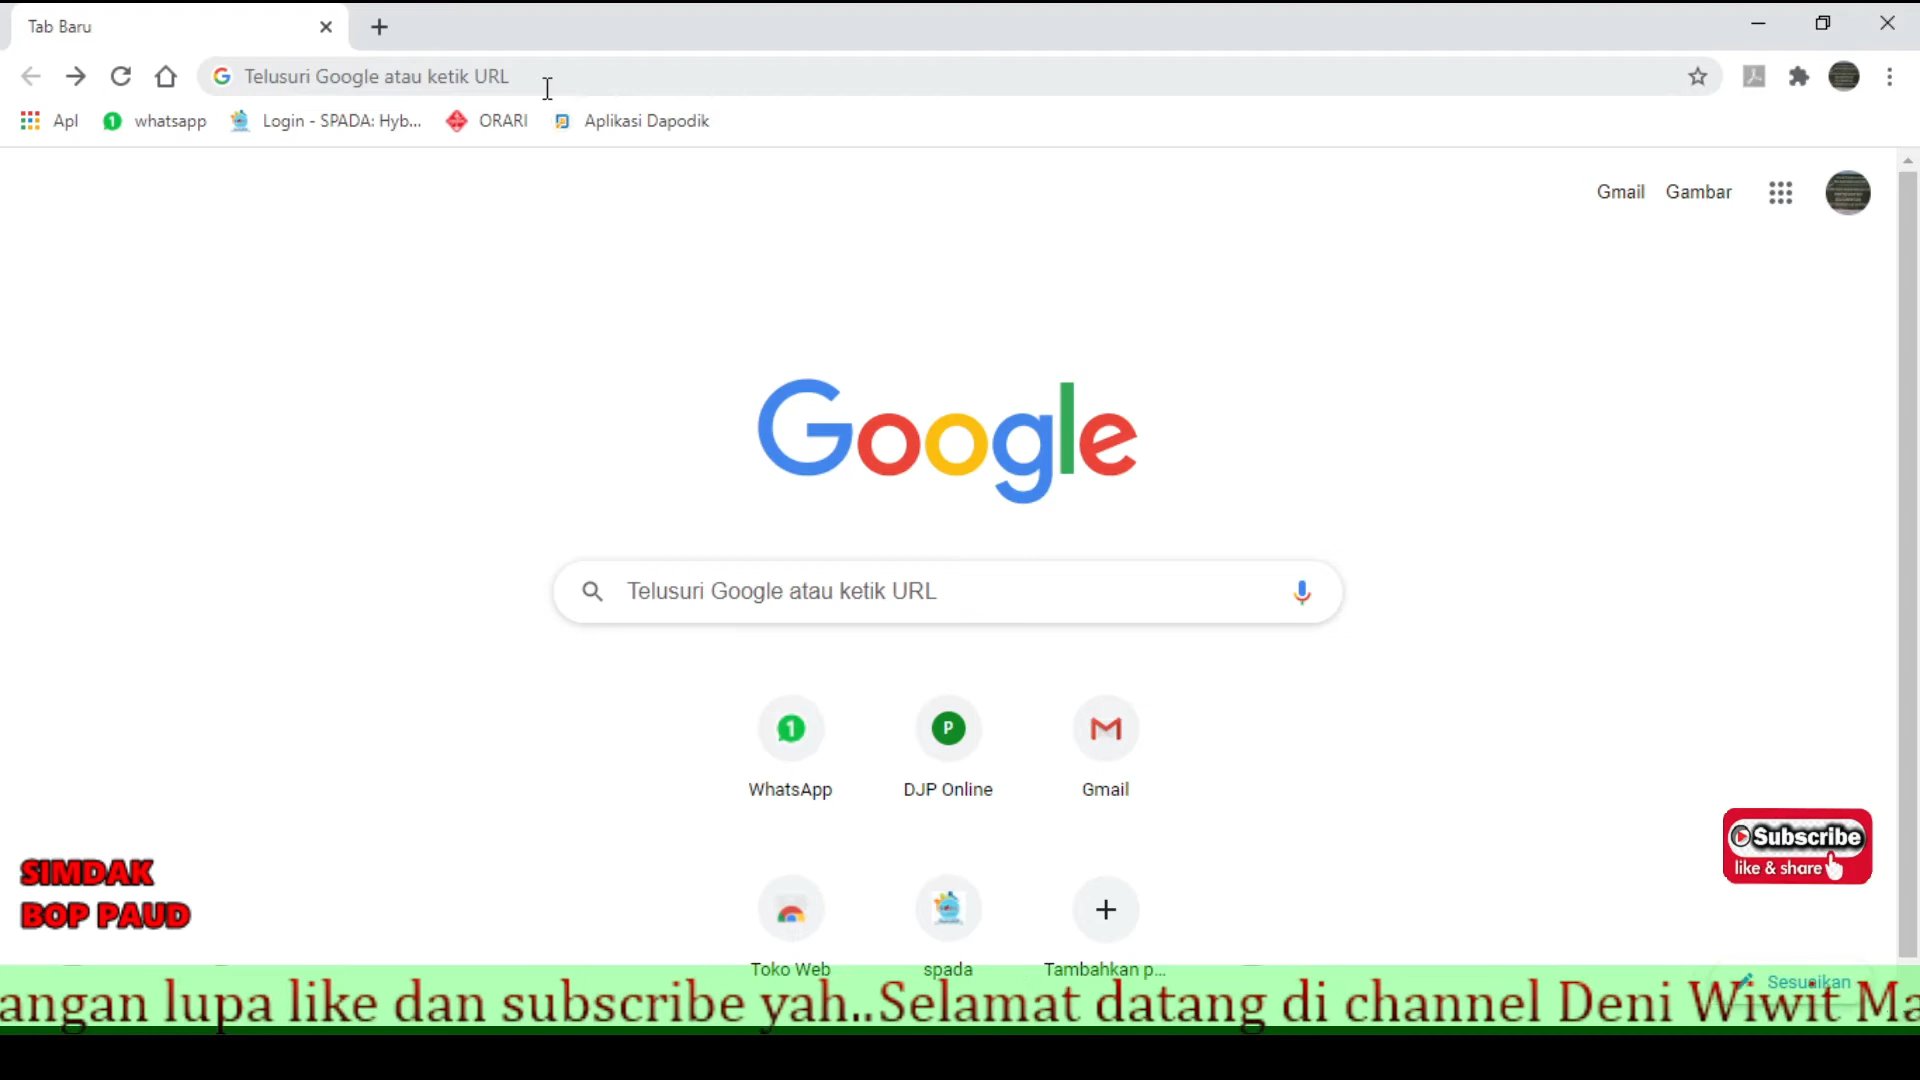 Tab Baru
Telusuri Google atau ketik URL
Apl
whatsapp
Login - SPADA: Hyb...
ORARI
Aplikasi Dapodik
Gmail
Gambar
Google
Telusuri Google atau ketik URL
1
P
WhatsApp
DJP Online
Gmail
Subscribe
like & share
SIMDAK
BOP PAUD
Toko Web
spada
Tambahkan p...
Sesuaikan
angan lupa like dan subscribe yah..Selamat datang di channel Deni Wiwit Ma